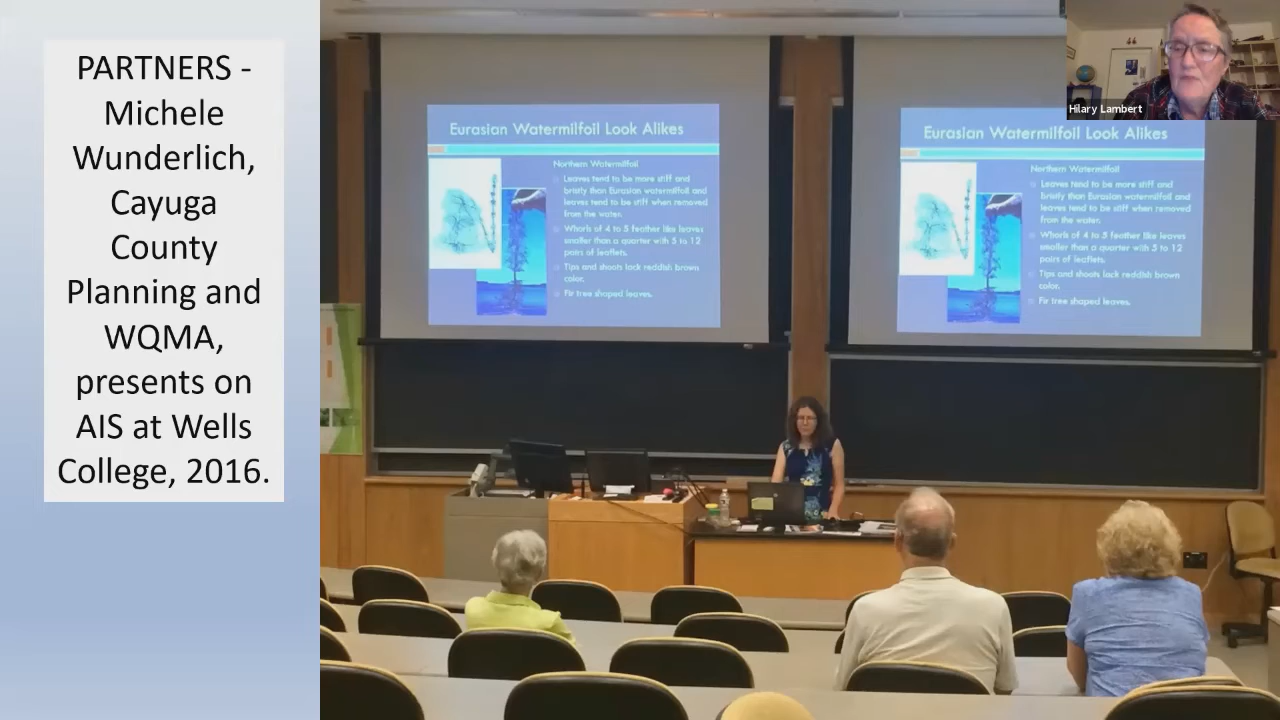 PARTNERS -
Michele
Wunderlich,
Cayuga
County
Planning and
WQMA,
presents on
AIS at Wells
College, 2016.
Eurasian Watermilfoil Look Alikes
Northern Watermilfoil
Leaves tend to be more stiff and
bristly than Eurasian watermilfoil and
leaves tend to be stiff when removed
from the water.
Whorls of 4 to 5 feather like leaves
smaller than a quarter with 5 to 12
pairs of leaflets.
Tips and shoots lack reddish brown
color.
Fir tree shaped leaves.
Eurasian Watermilfoil Look Alikes
Northern Watermilfoil
Leaves tend to be more stiff and
bristly than Eurasian watermilfoil and
leaves tend to be stiff when removed
from the water.
Whorls of 4 to 5 feather like leaves
smaller than a quarter with 5 to 12
pairs of leaflets.
Tips and shoots lack reddish brown
color.
Fir tree shaped leaves.
Hilary Lambert